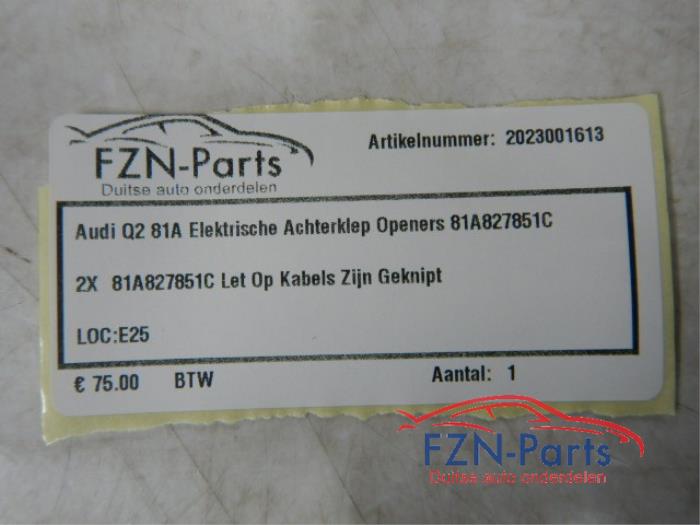 FZN-Parts
Duitse auto onderdelen
Artikelnummer: 2023001613
Audi Q2 81A Elektrische Achterklep Openers 81A827851C
2X 81A827851C Let Op Kabels Zijn Geknipt
LOC:E25
€ 75.00 BTW Aantal: 1
FZN-Parts
Duitse auto onderdelen